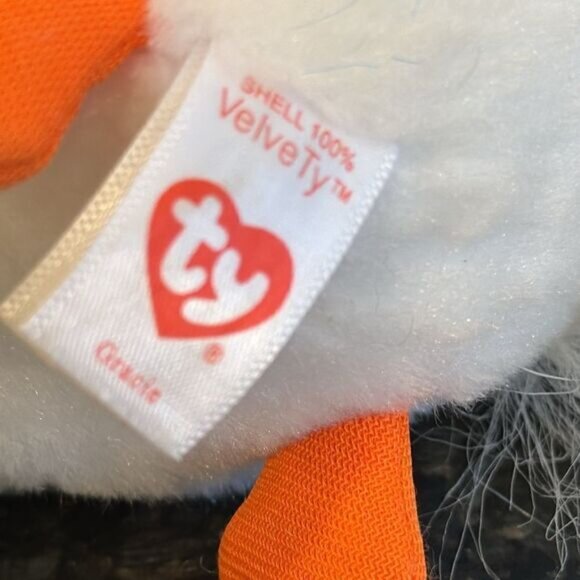 SHELL 100%
VelveTy™
ty®
Gracie